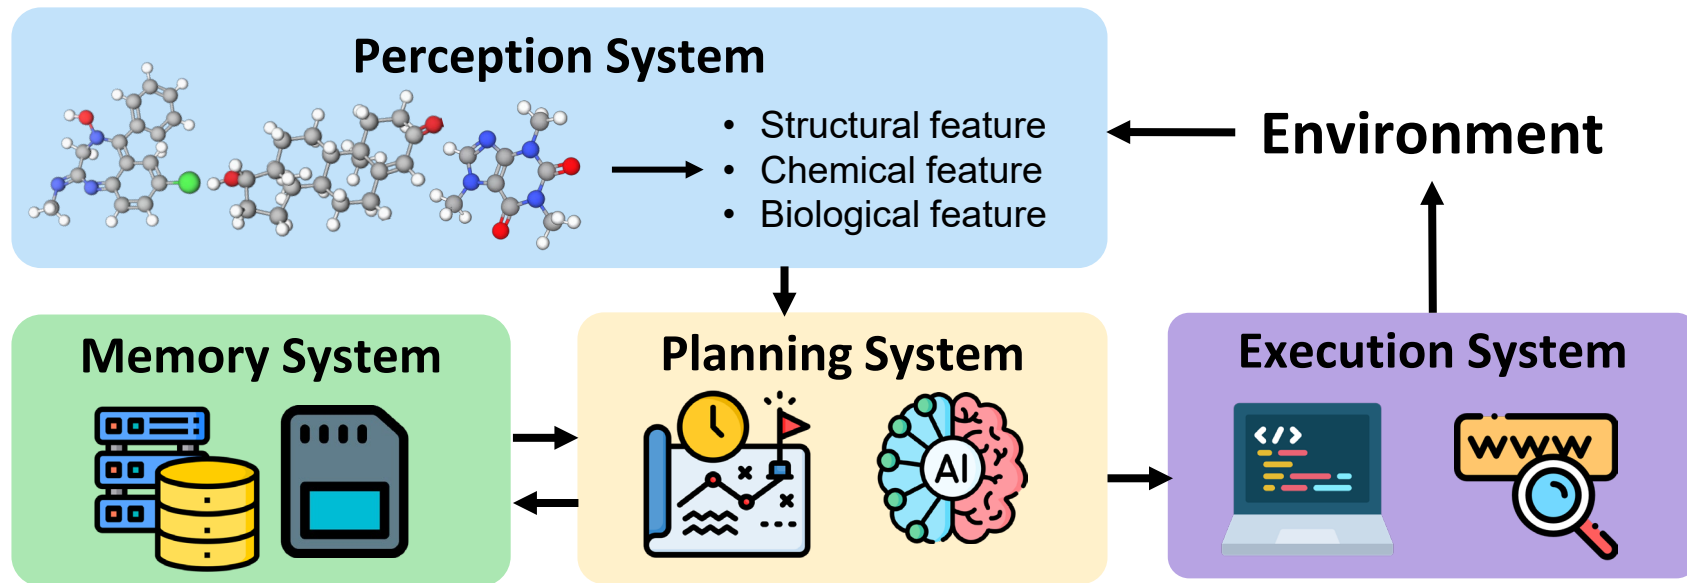 Perception System
• Structural feature
• Chemical feature
• Biological feature
Environment
Memory System
Planning System
AI
Execution System
</>
WWW